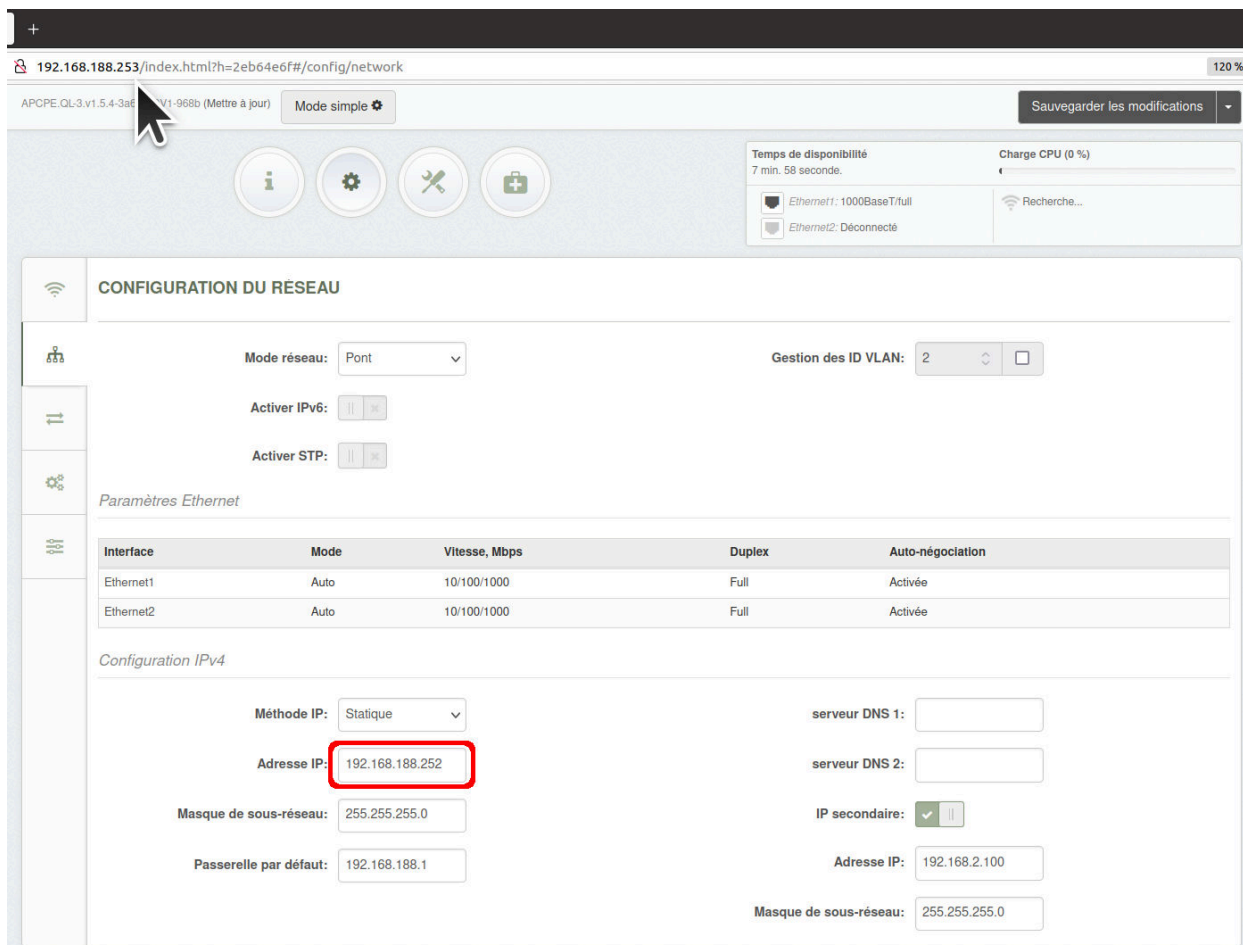 +
192.168.188.253/index.html?h=2eb64e6f#/config/network
120 %
APCPE.QL-3.v1.5.4-3a6 V1-968b (Mettre à jour)
Mode simple
Sauvegarder les modifications
Temps de disponibilité
7 min. 58 seconde.
Charge CPU (0 %)
Ethernet1: 1000BaseT/full
Recherche...
Ethernet2: Déconnecté
CONFIGURATION DU RÉSEAU
Mode réseau: Pont
Gestion des ID VLAN: 2
Activer IPv6:
Activer STP:
Paramètres Ethernet
Interface Mode Vitesse, Mbps Duplex Auto-négociation
Ethernet1 Auto 10/100/1000 Full Activée
Ethernet2 Auto 10/100/1000 Full Activée
Configuration IPv4
Méthode IP: Statique
serveur DNS 1:
Adresse IP: 192.168.188.252
serveur DNS 2:
Masque de sous-réseau: 255.255.255.0
IP secondaire:
Passerelle par défaut: 192.168.188.1
Adresse IP: 192.168.2.100
Masque de sous-réseau: 255.255.255.0